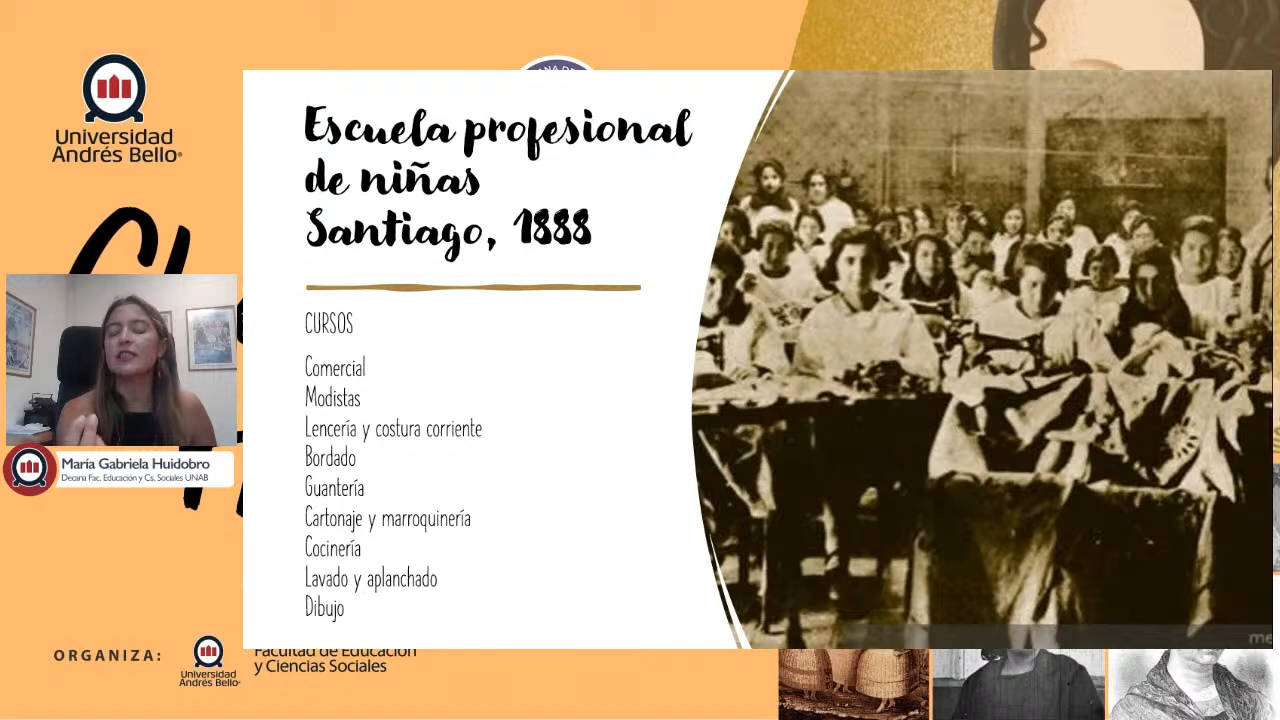 Universidad
Andrés Bello
Escuela profesional
de niñas
Santiago, 1888
CURSOS
Comercial
Modistas
Lencería y costura corriente
Bordado
Guantería
Cartonaje y marroquinería
Cocinería
Lavado y aplanchado
Dibujo
María Gabriela Huidobro
Decana Fac. Educación y Cs. Sociales UNAB
ORGANIZA:
Universidad
Andrés Bello
Facultad de Educación
y Ciencias Sociales